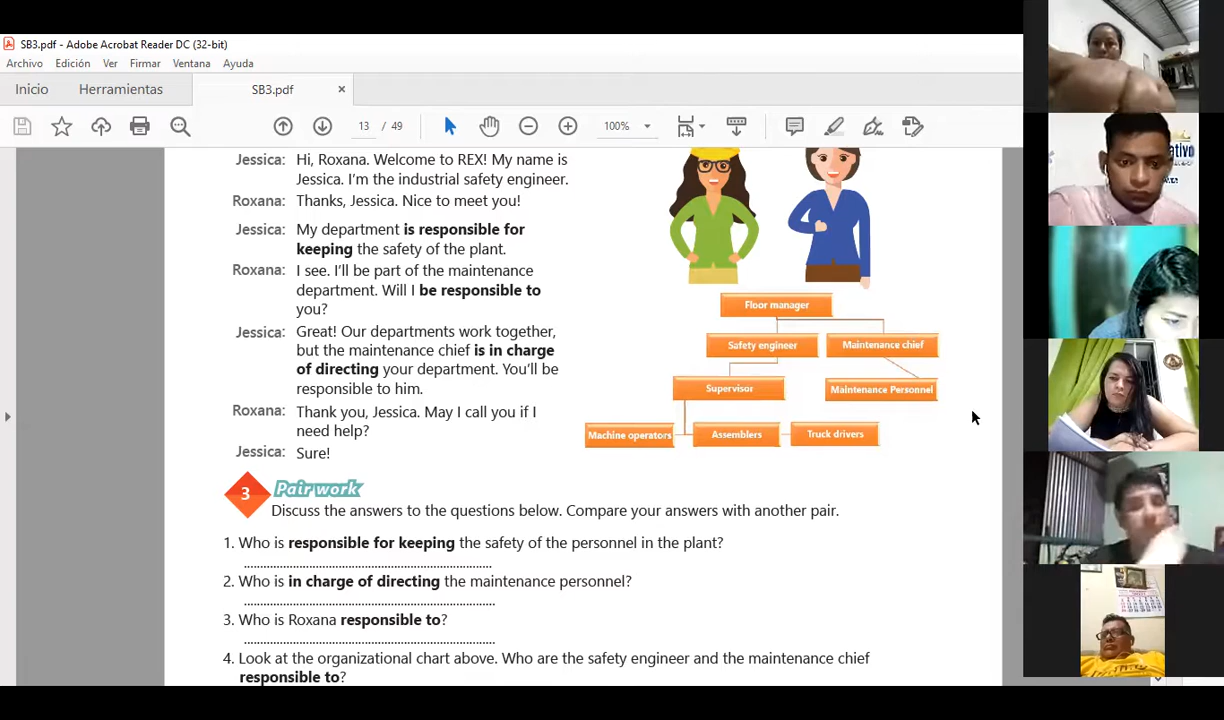 SB3.pdf - Adobe Acrobat Reader DC (32-bit)
Archivo Edición Ver Firmar Ventana Ayuda
Inicio Herramientas SB3.pdf ×
13 / 49 100%
Jessica: Hi, Roxana. Welcome to REX! My name is
Jessica. I'm the industrial safety engineer.
Roxana: Thanks, Jessica. Nice to meet you!
Jessica: My department is responsible for
keeping the safety of the plant.
Roxana: I see. I'll be part of the maintenance
department. Will I be responsible to
you?
Jessica: Great! Our departments work together,
but the maintenance chief is in charge
of directing your department. You'll be
responsible to him.
Roxana: Thank you, Jessica. May I call you if I
need help?
Jessica: Sure!
Floor manager
Safety engineer Maintenance chief
Supervisor Maintenance Personnel
Machine operators Assemblers Truck drivers
3 Pair work
Discuss the answers to the questions below. Compare your answers with another pair.
1. Who is responsible for keeping the safety of the personnel in the plant?
2. Who is in charge of directing the maintenance personnel?
3. Who is Roxana responsible to?
4. Look at the organizational chart above. Who are the safety engineer and the maintenance chief
responsible to?